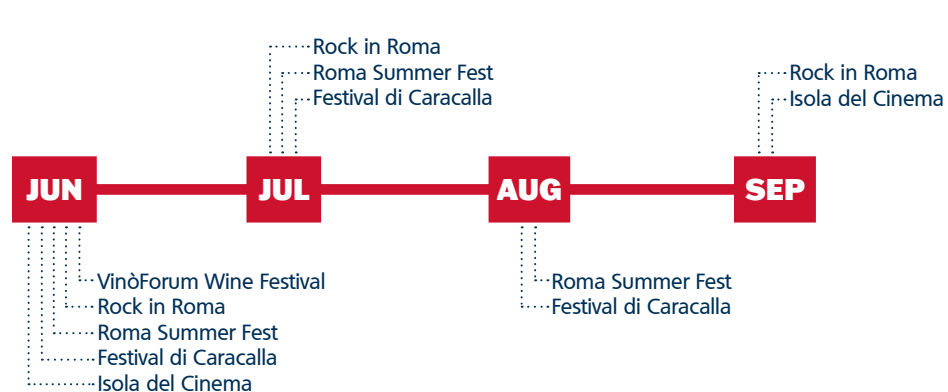 Rock in Roma
Roma Summer Fest
Festival di Caracalla
Rock in Roma
Isola del Cinema
JUN
JUL
AUG
SEP
VinòForum Wine Festival
Rock in Roma
Roma Summer Fest
Festival di Caracalla
Isola del Cinema
Roma Summer Fest
Festival di Caracalla